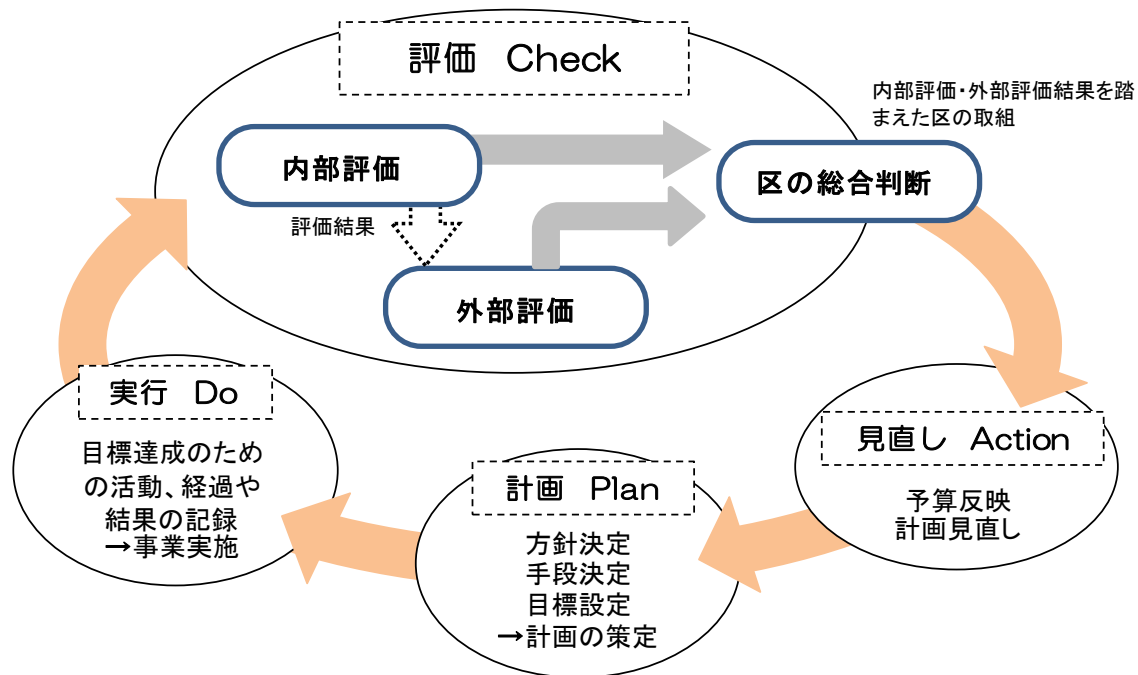 評価 Check
内部評価・外部評価結果を踏
まえた区の取組
内部評価
区の総合判断
評価結果
外部評価
実行 Do
目標達成のため
の活動、経過や
結果の記録
→事業実施
計画 Plan
方針決定
手段決定
目標設定
→計画の策定
見直し Action
予算反映
計画見直し